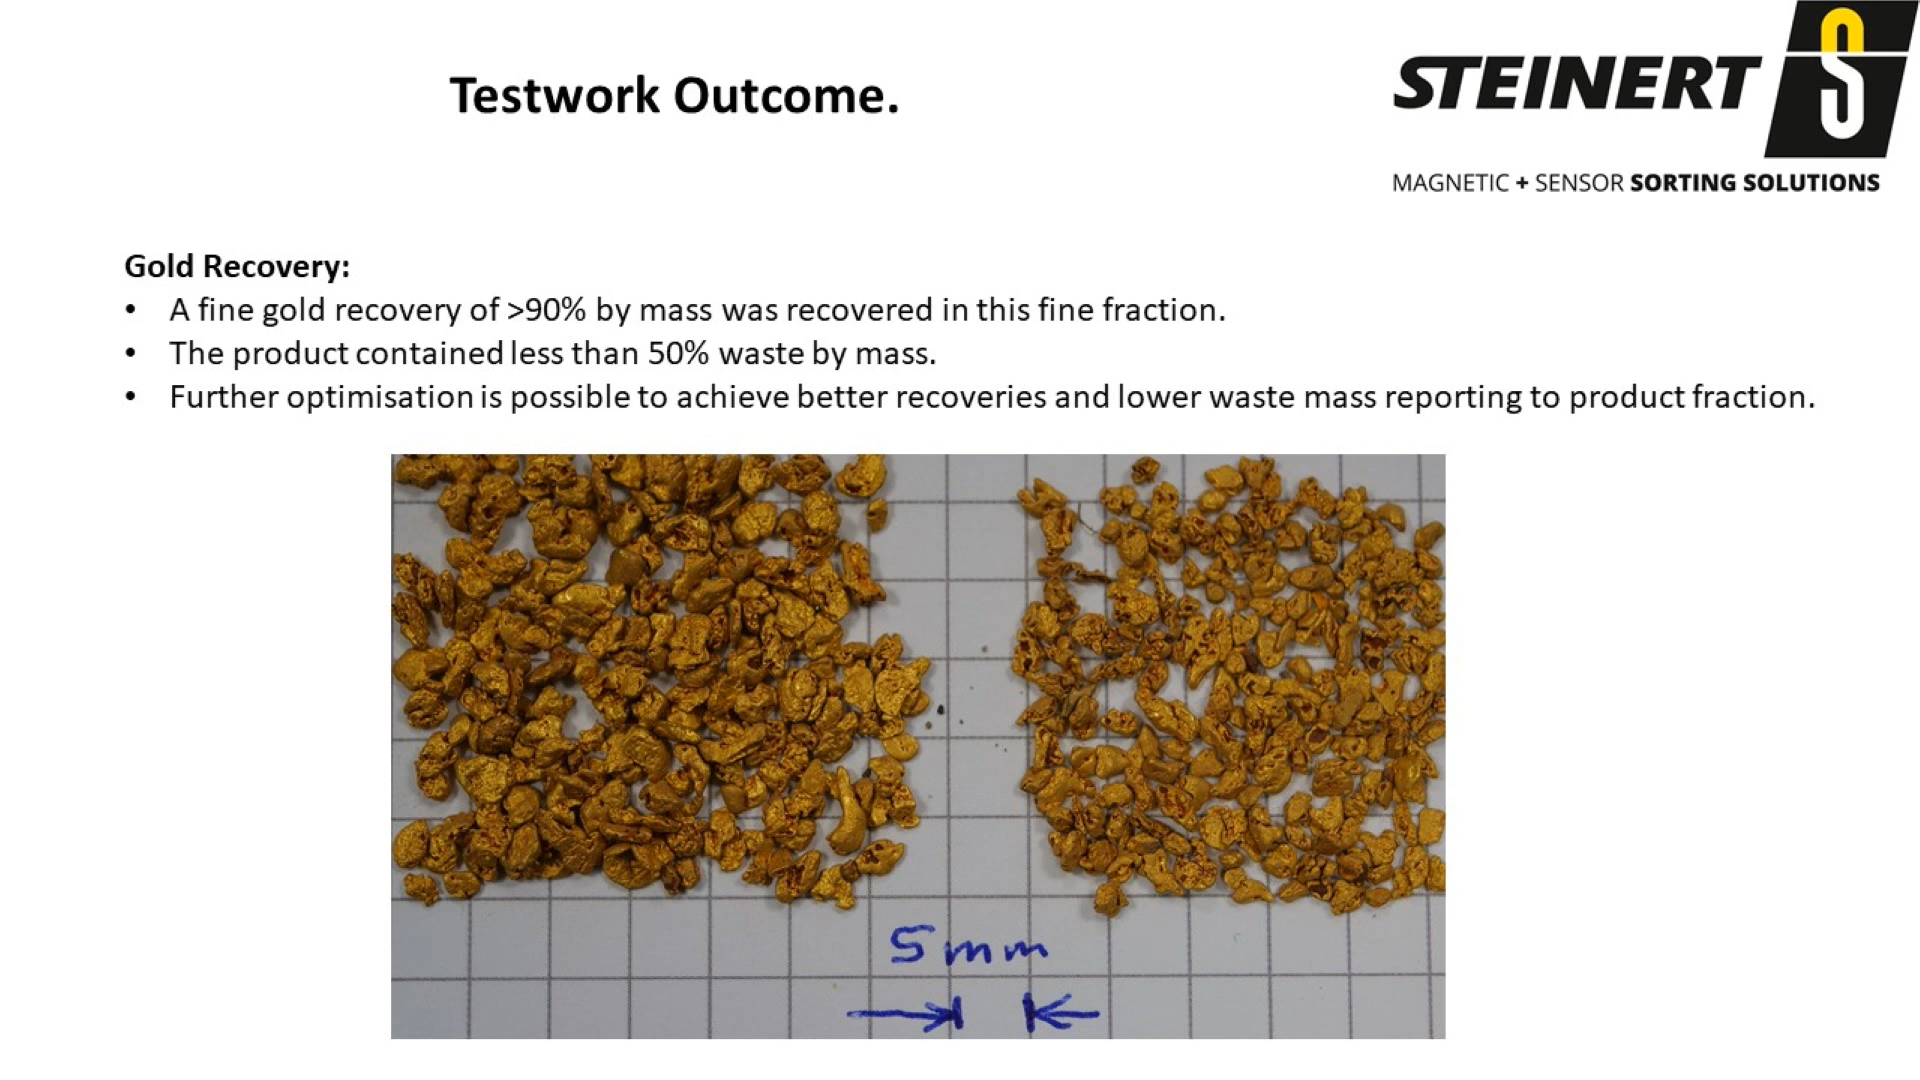 Testwork Outcome.
STEINERT
MAGNETIC + SENSOR SORTING SOLUTIONS
Gold Recovery:
• A fine gold recovery of >90% by mass was recovered in this fine fraction.
• The product contained less than 50% waste by mass.
• Further optimisation is possible to achieve better recoveries and lower waste mass reporting to product fraction.
5mm